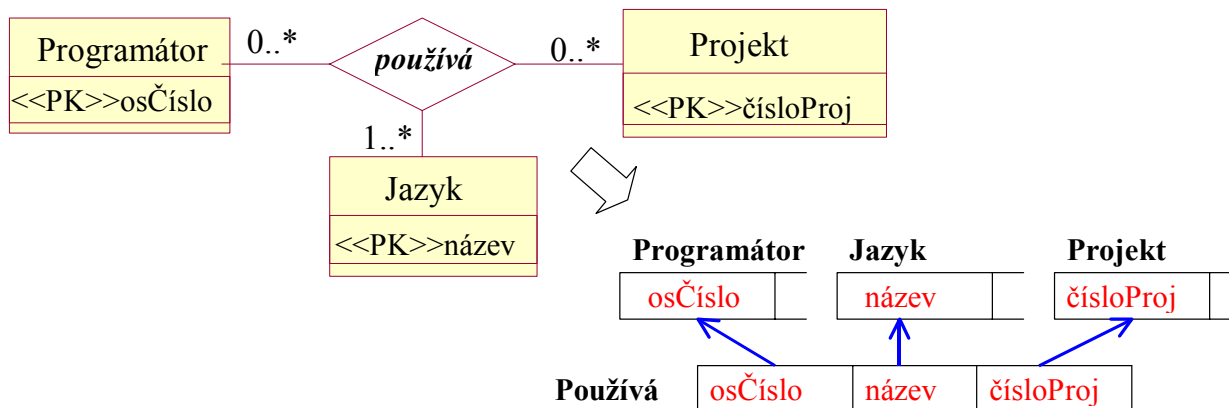 Programátor
<<PK>>osČíslo
0..*
používá
0..*
Projekt
<<PK>>čísloProj
1..*
Jazyk
<<PK>>název
Programátor Jazyk Projekt
osČíslo název čísloProj
Používá osČíslo název čísloProj